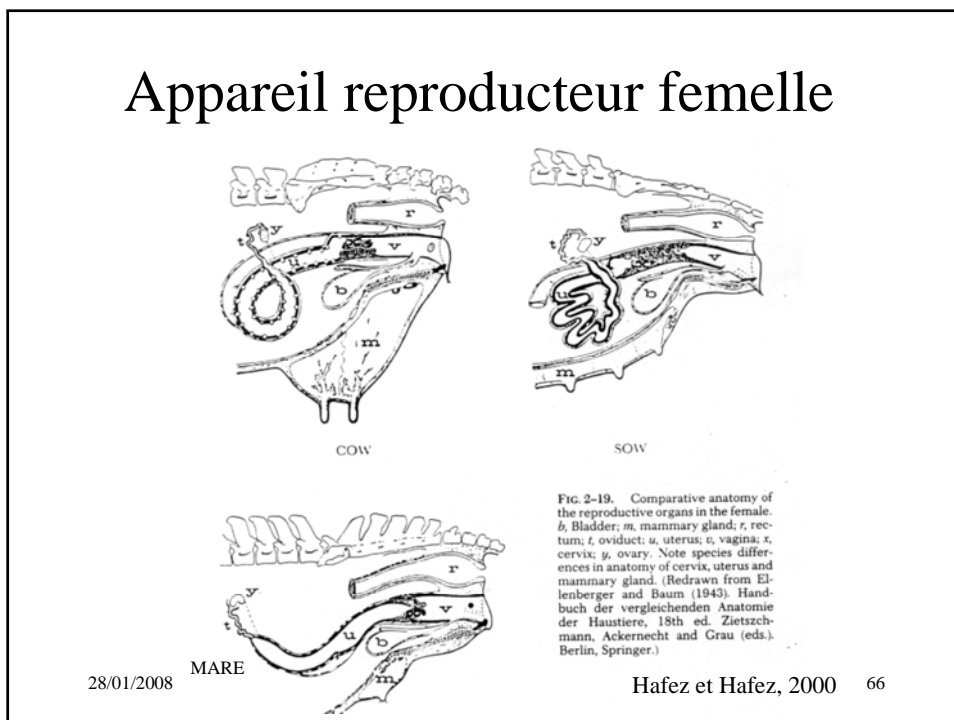 Appareil reproducteur femelle
r
t y
u v
b
m
COW
r
t y
v
u b
m
SOW
FIG. 2–19. Comparative anatomy of
the reproductive organs in the female.
b, Bladder; m, mammary gland; r, rec-
tum; t, oviduct; u, uterus; v, vagina; x,
cervix; y, ovary. Note species differ-
ences in anatomy of cervix, uterus and
mammary gland. (Redrawn from El-
lenberger and Baum (1943). Hand-
buch der vergleichenden Anatomie
der Haustiere, 18th ed. Zietszch-
mann, Ackernecht and Grau (eds.).
Berlin, Springer.)
r
y
t
u v
b
m
MARE
28/01/2008
Hafez et Hafez, 2000 66